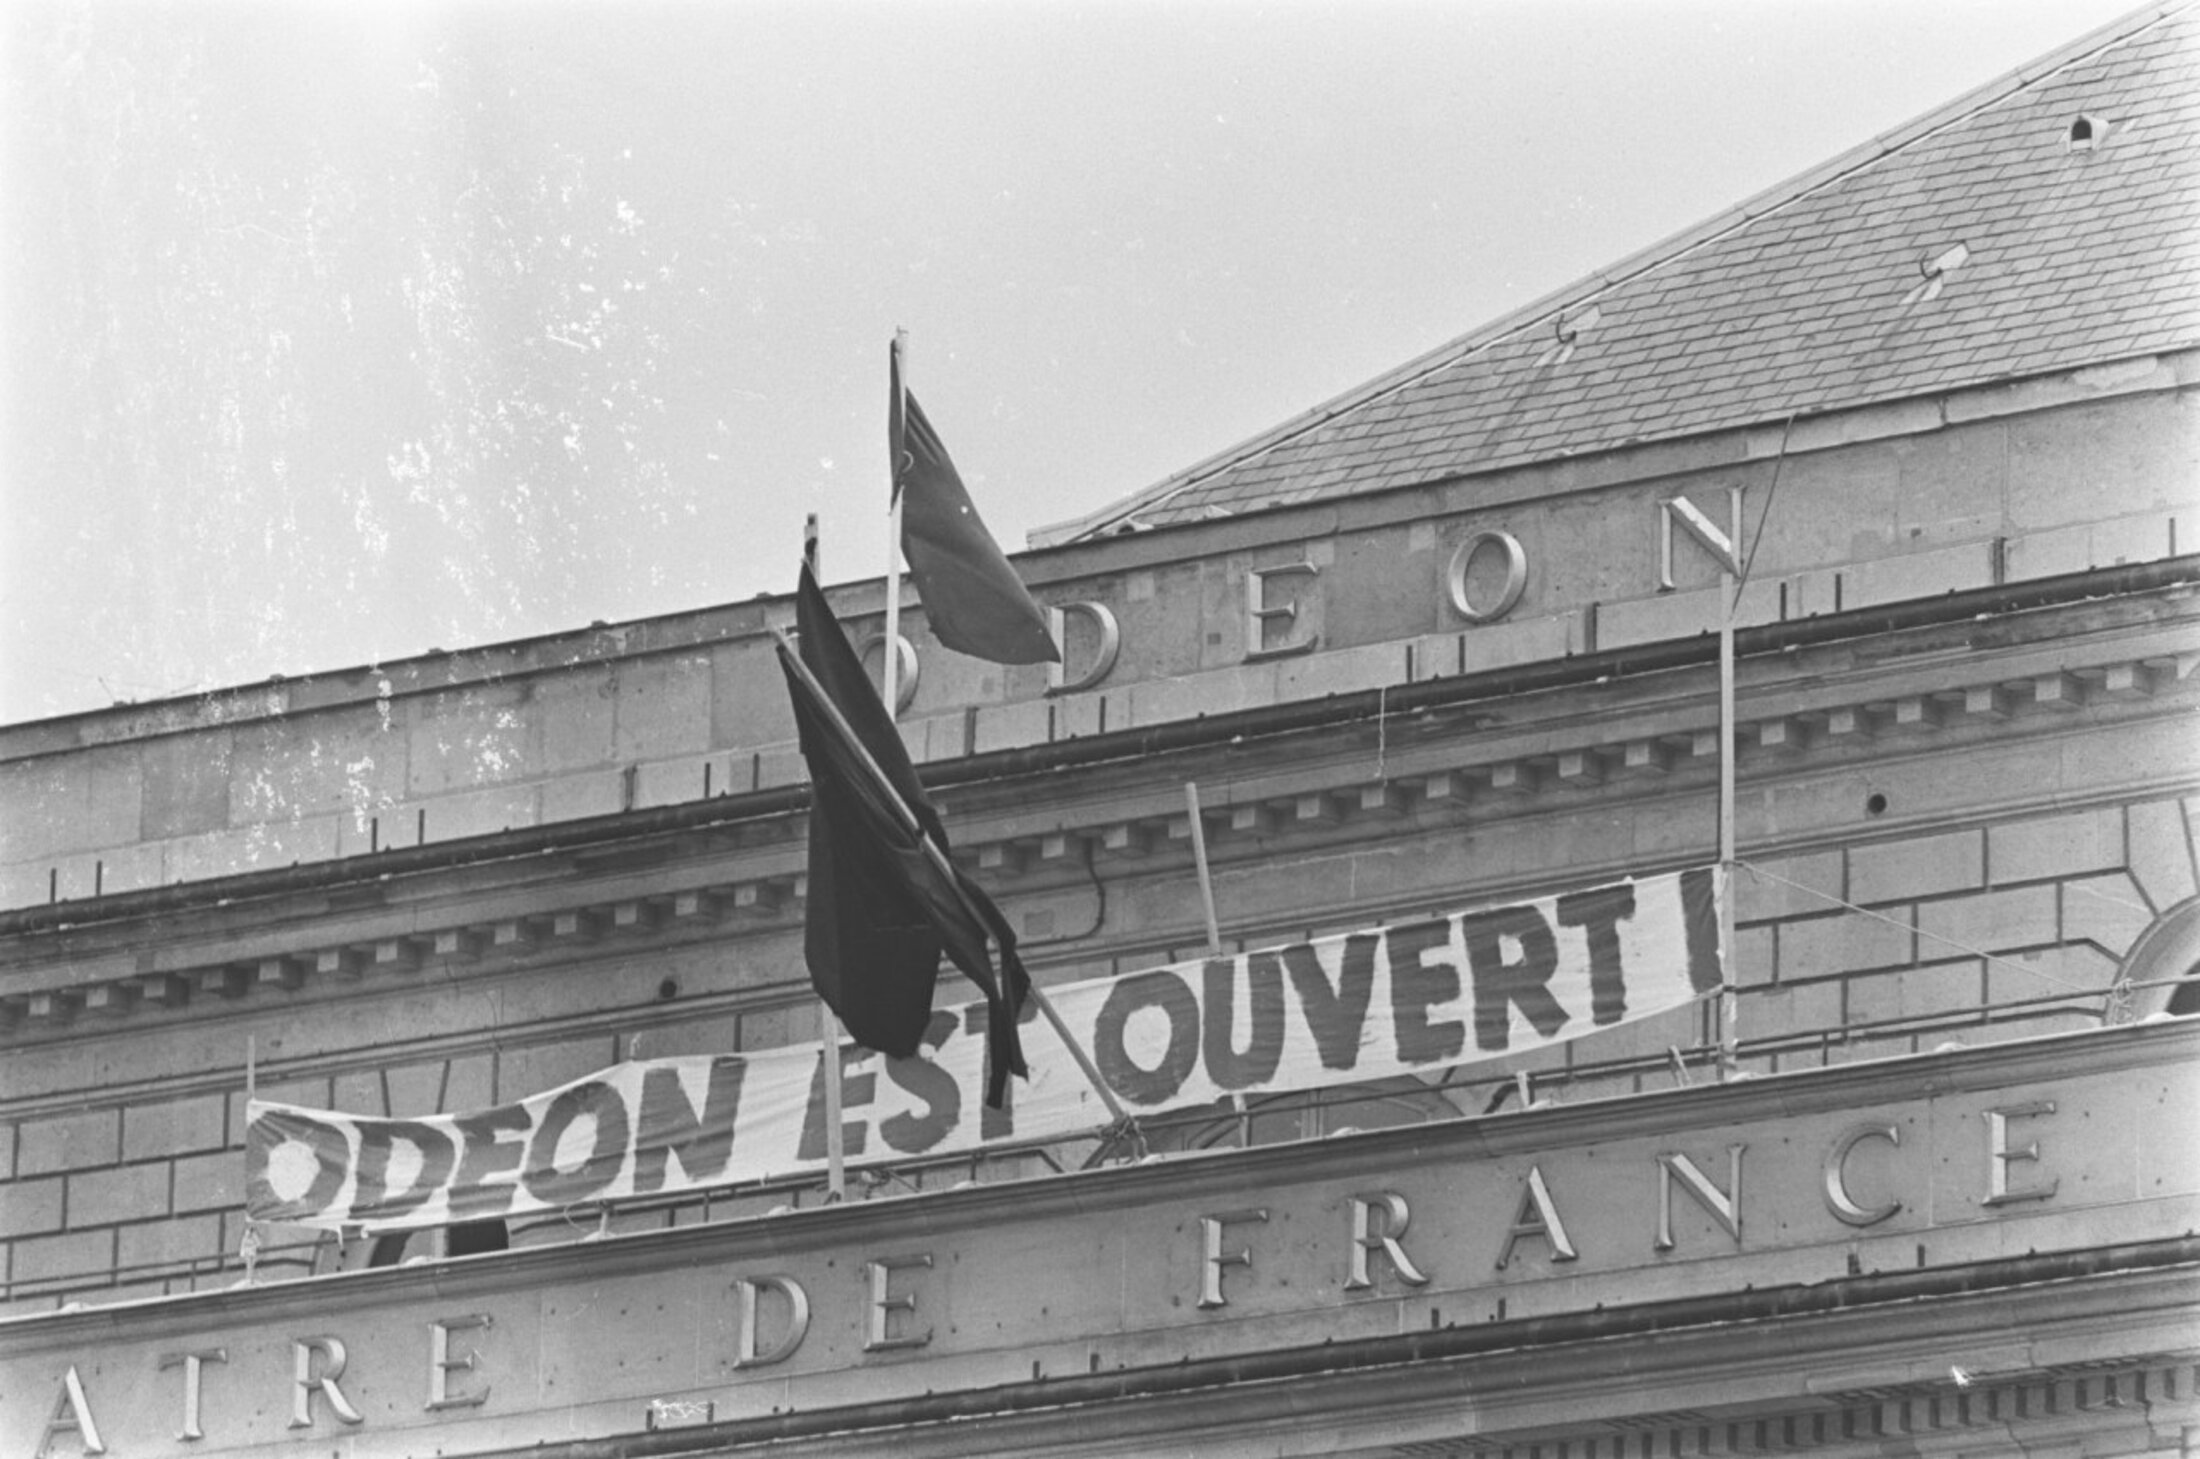 ODEON
ODEON EST OUVERT !
ATRE DE FRANCE